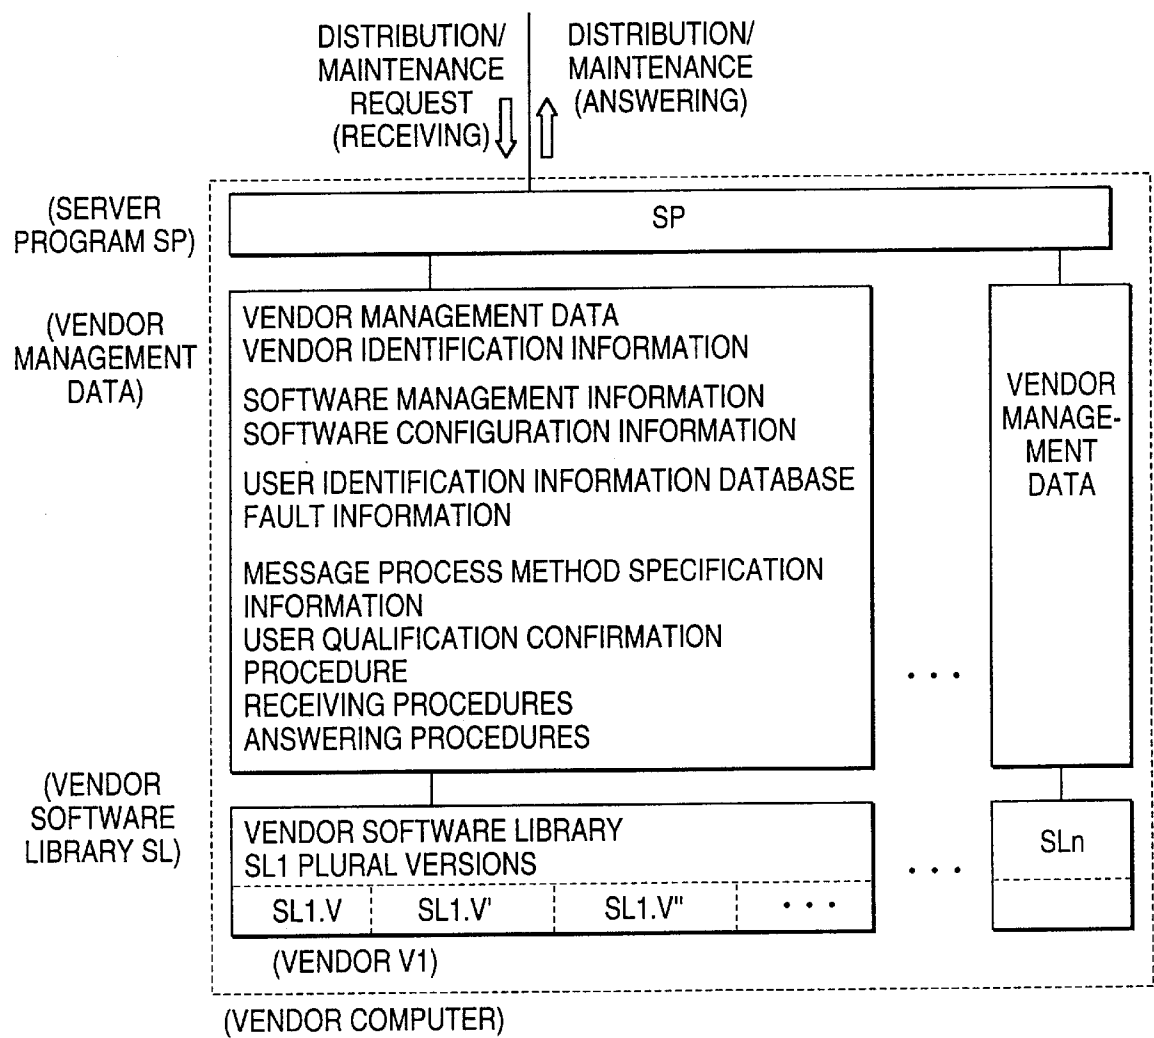 DISTRIBUTION/
MAINTENANCE
REQUEST
(RECEIVING)
DISTRIBUTION/
MAINTENANCE
(ANSWERING)
(SERVER
PROGRAM SP)
SP
(VENDOR
MANAGEMENT
DATA)
VENDOR MANAGEMENT DATA
VENDOR IDENTIFICATION INFORMATION
SOFTWARE MANAGEMENT INFORMATION
SOFTWARE CONFIGURATION INFORMATION
USER IDENTIFICATION INFORMATION DATABASE
FAULT INFORMATION
MESSAGE PROCESS METHOD SPECIFICATION
INFORMATION
USER QUALIFICATION CONFIRMATION
PROCEDURE
RECEIVING PROCEDURES
ANSWERING PROCEDURES
. . .
VENDOR
MANAGE-
MENT
DATA
(VENDOR
SOFTWARE
LIBRARY SL)
VENDOR SOFTWARE LIBRARY
SL1 PLURAL VERSIONS
SL1.V
SL1.V'
SL1.V"
. . .
. . .
SLn
(VENDOR V1)
(VENDOR COMPUTER)